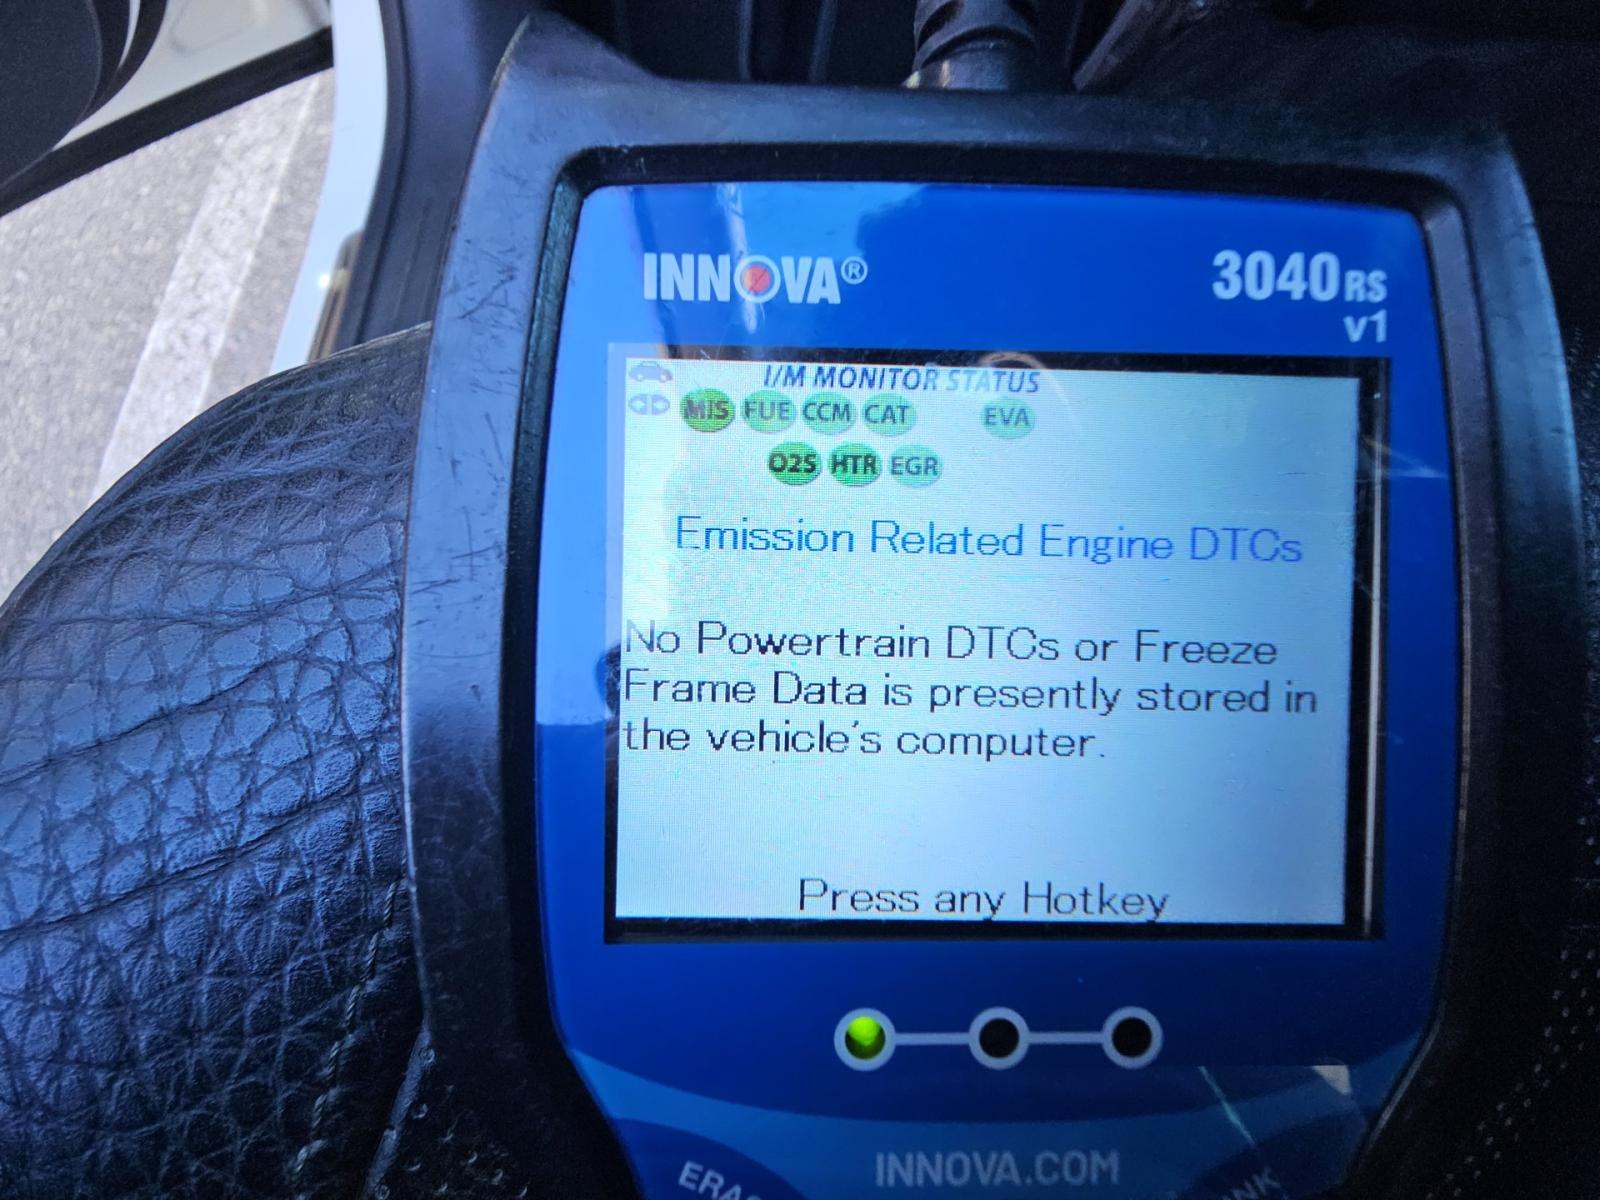 INNOVA®
3040RS
v1
I/M MONITOR STATUS
MIS FUE CCM CAT EVA
O2S HTR EGR
Emission Related Engine DTCs
No Powertrain DTCs or Freeze
Frame Data is presently stored in
the vehicle's computer.
Press any Hotkey
INNOVA.COM